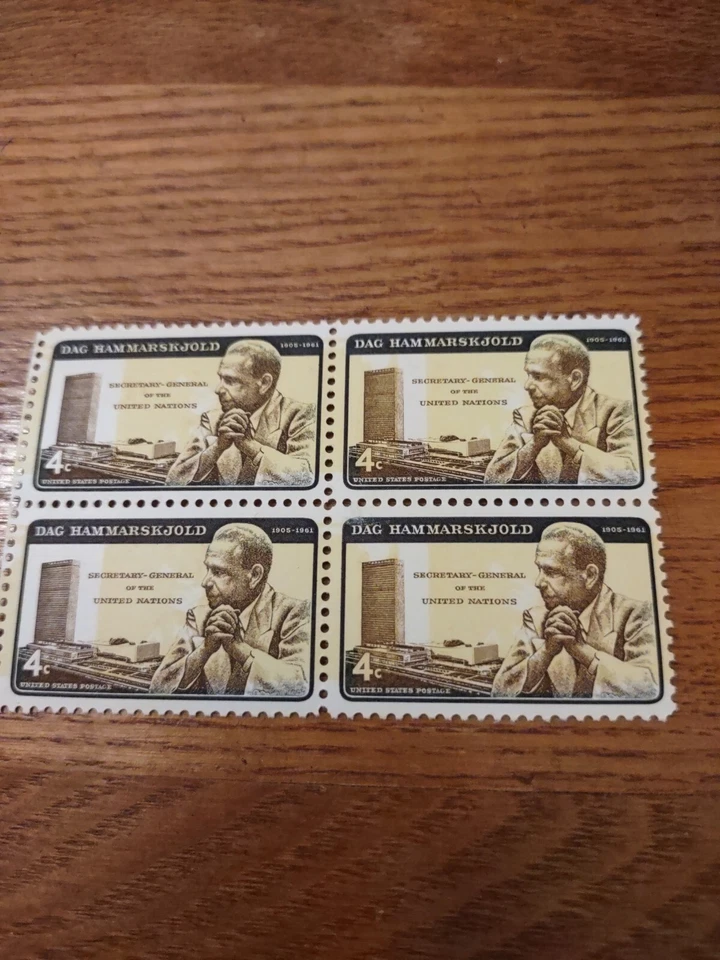 DAG HAMMARSKJOLD 1905-1961
SECRETARY-GENERAL
OF THE
UNITED NATIONS
4c
UNITED STATES POSTAGE
DAG HAMMARSKJOLD 1905-1961
SECRETARY-GENERAL
OF THE
UNITED NATIONS
4c
UNITED STATES POSTAGE
DAG HAMMARSKJOLD 1905-1961
SECRETARY-GENERAL
OF THE
UNITED NATIONS
4c
UNITED STATES POSTAGE
DAG HAMMARSKJOLD 1905-1961
SECRETARY-GENERAL
OF THE
UNITED NATIONS
4c
UNITED STATES POSTAGE